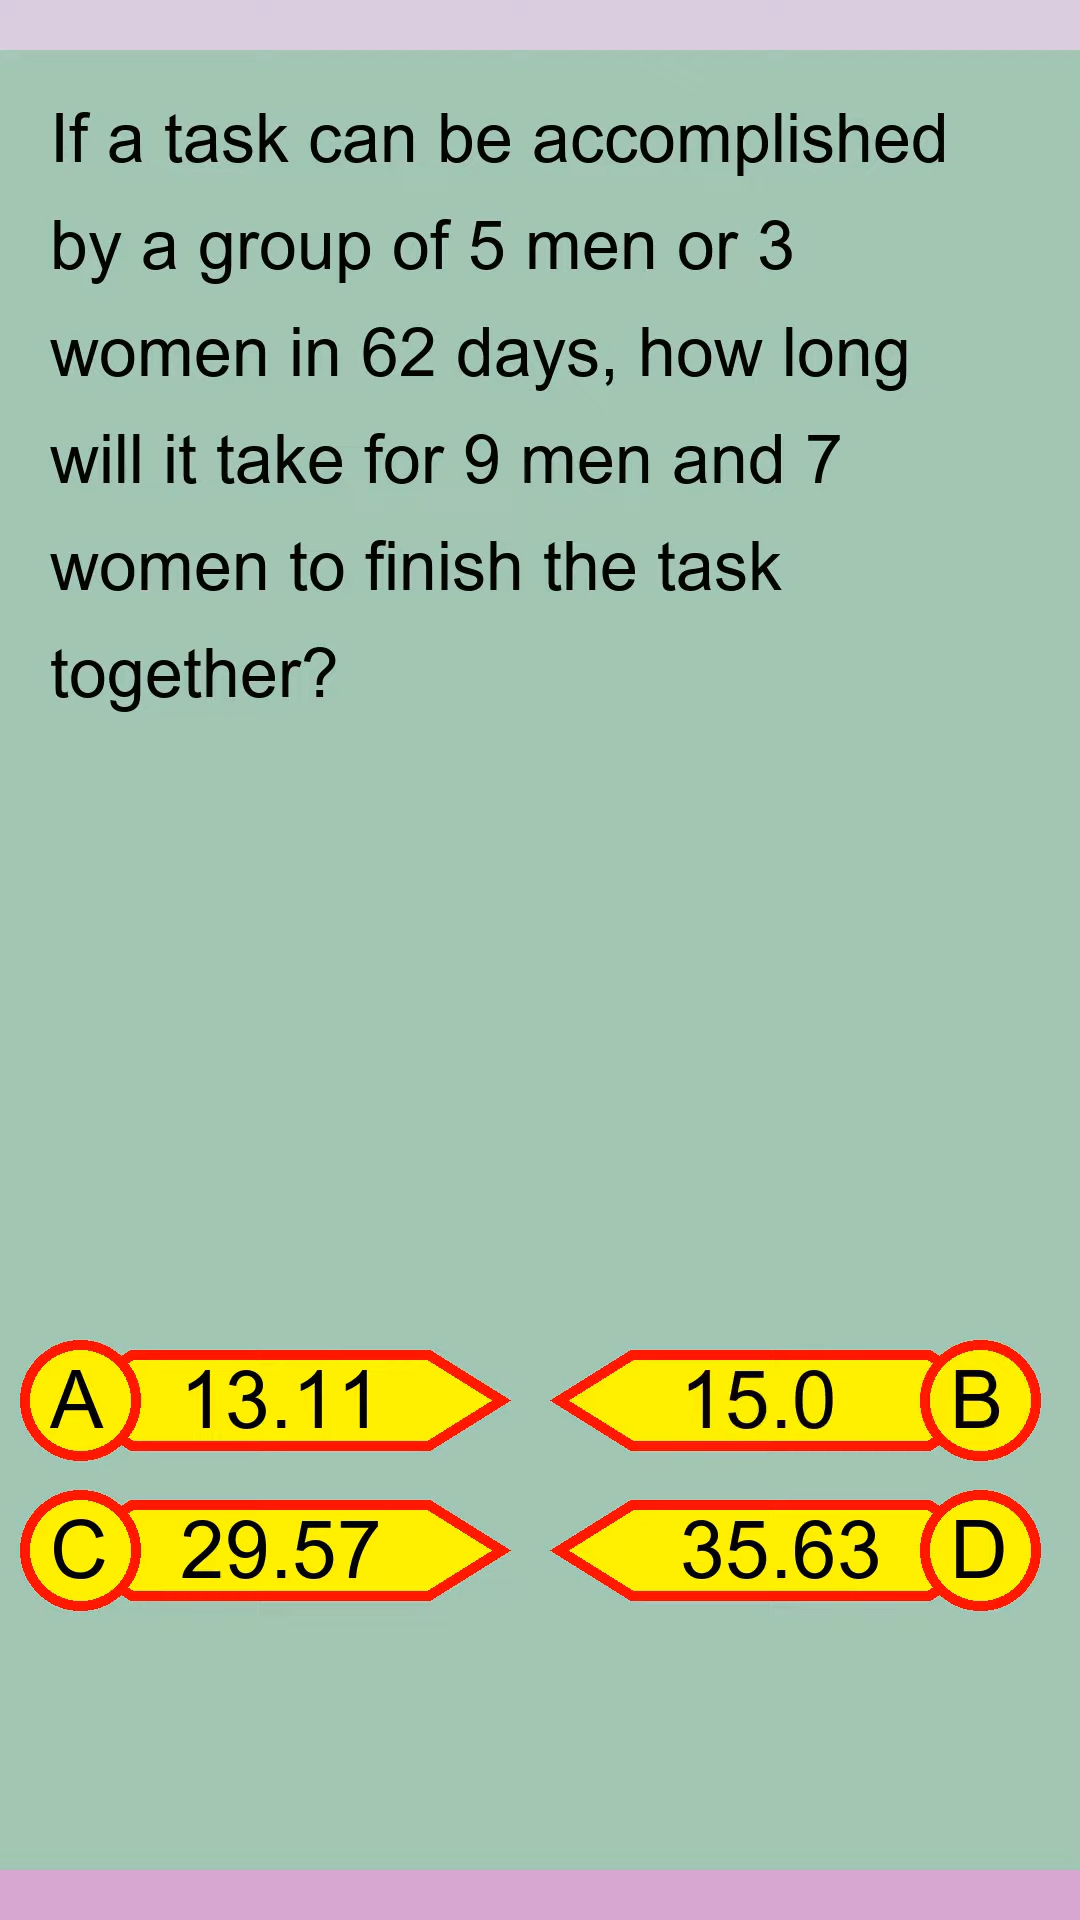 If a task can be accomplished
by a group of 5 men or 3
women in 62 days, how long
will it take for 9 men and 7
women to finish the task
together?
A 13.11 15.0 B
C 29.57 35.63 D